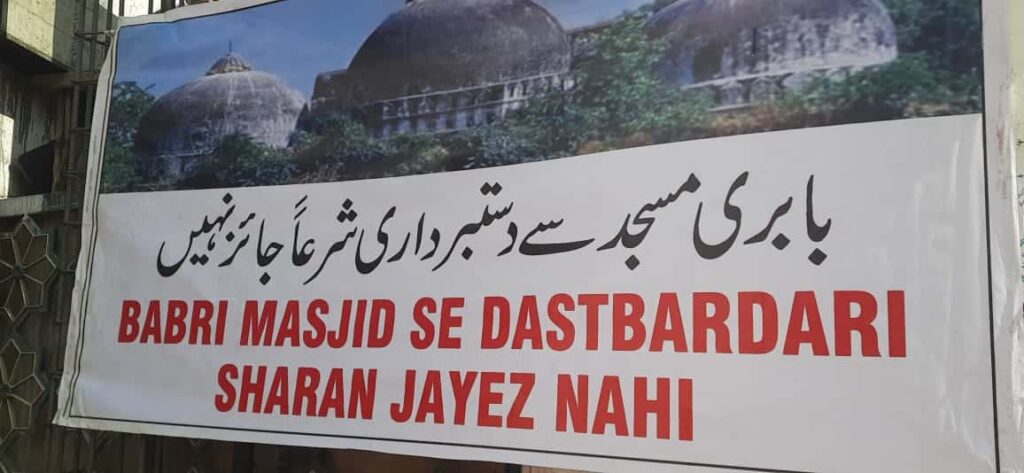 بابری مسجد سے دستبرداری شرعاً جائز نہیں
BABRI MASJID SE DASTBARDARI
SHARAN JAYEZ NAHI